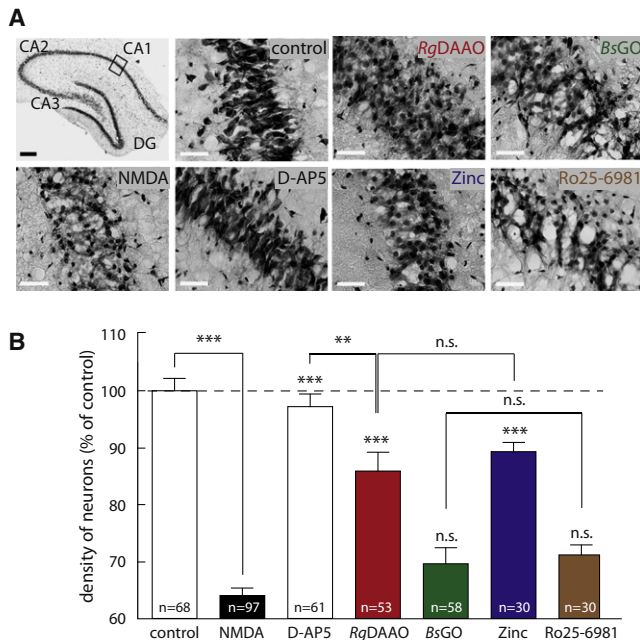 A
CA2
CA1
CA3
DG
control
RgDAAO
BsGO
NMDA
D-AP5
Zinc
Ro25-6981
B
density of neurons (% of control)
110
100
90
80
70
60
***
**
n.s.
n.s.
***
***
n.s.
***
n.s.
n=68
n=97
n=61
n=53
n=58
n=30
n=30
control
NMDA
D-AP5
RgDAAO
BsGO
Zinc
Ro25-6981